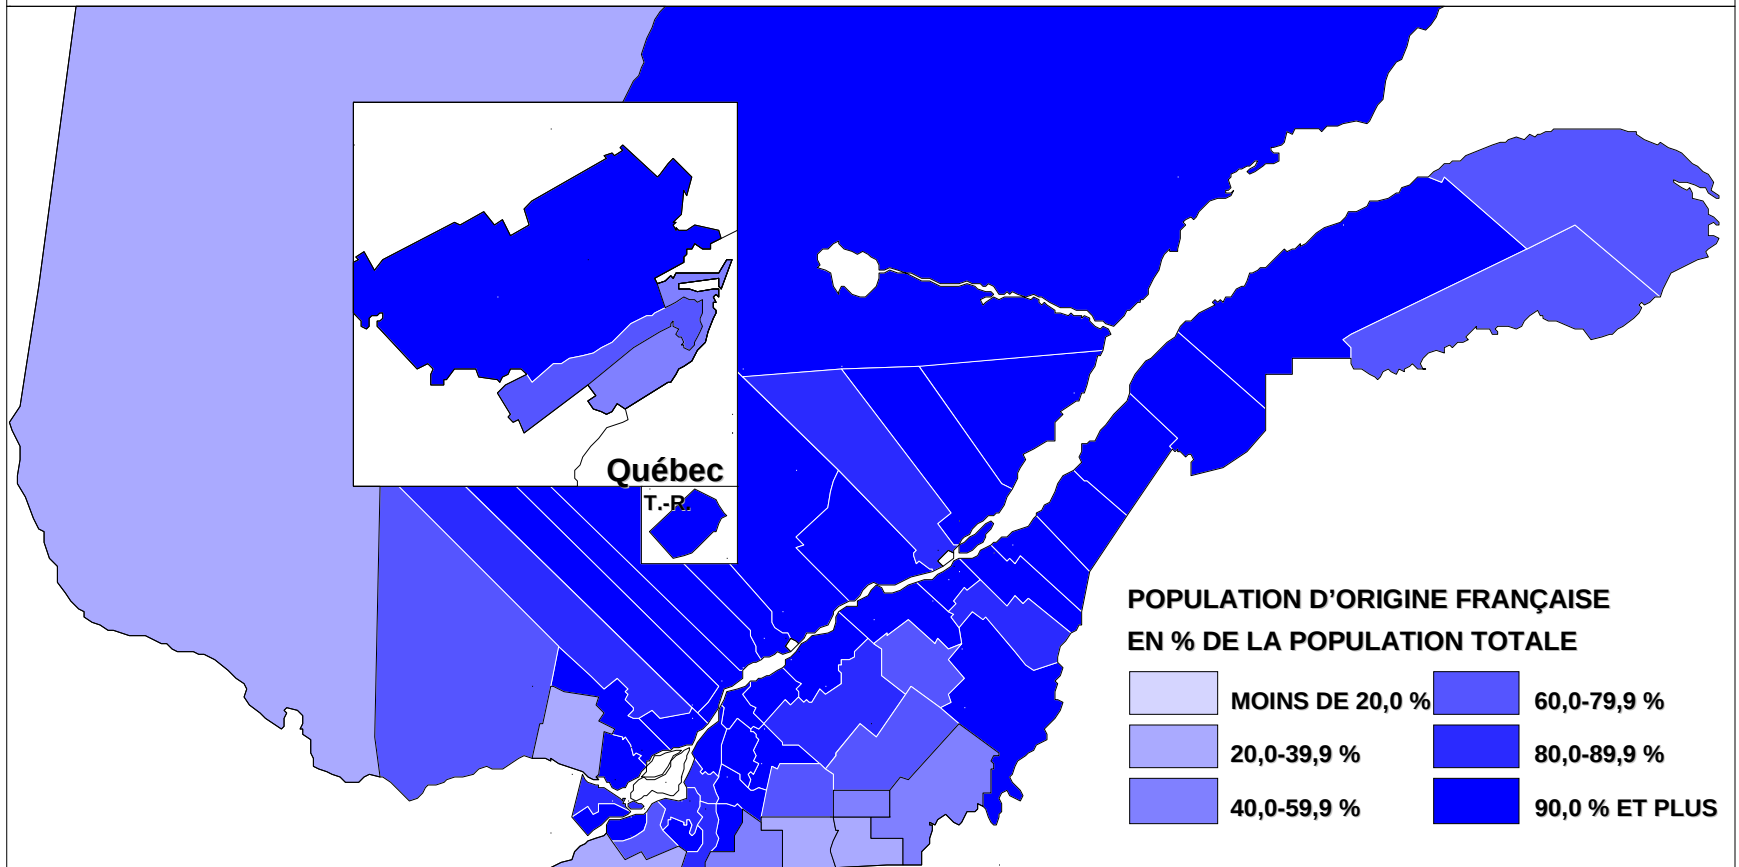 Québec
T.-R.
POPULATION D’ORIGINE FRANÇAISE
EN % DE LA POPULATION TOTALE
MOINS DE 20,0 %
20,0-39,9 %
40,0-59,9 %
60,0-79,9 %
80,0-89,9 %
90,0 % ET PLUS